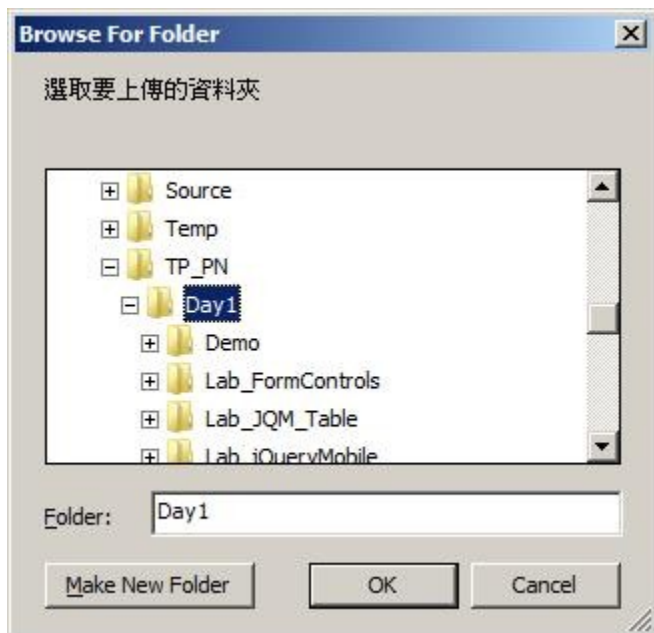 Browse For Folder
選取要上傳的資料夾
Source
Temp
TP_PN
Day1
Demo
Lab_FormControls
Lab_JQM_Table
Lab_jQueryMobile
Folder: Day1
Make New Folder OK Cancel